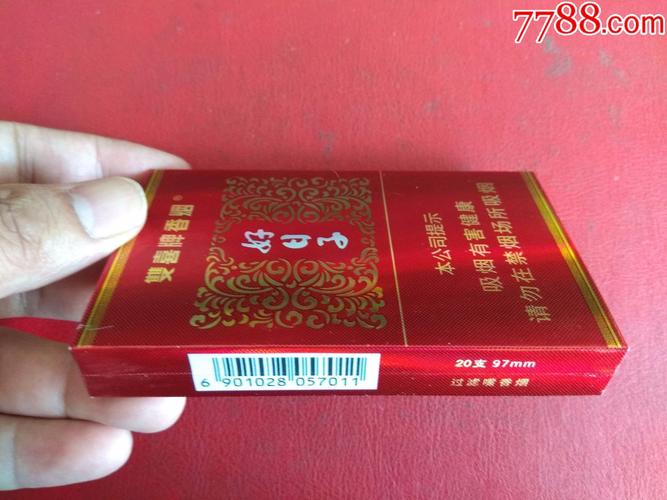 7788.com
雙喜牌香烟®
好日子
本公司提示
吸烟有害健康
请勿在禁烟场所吸烟
6 901028 057011
20支 97mm
过滤嘴香烟